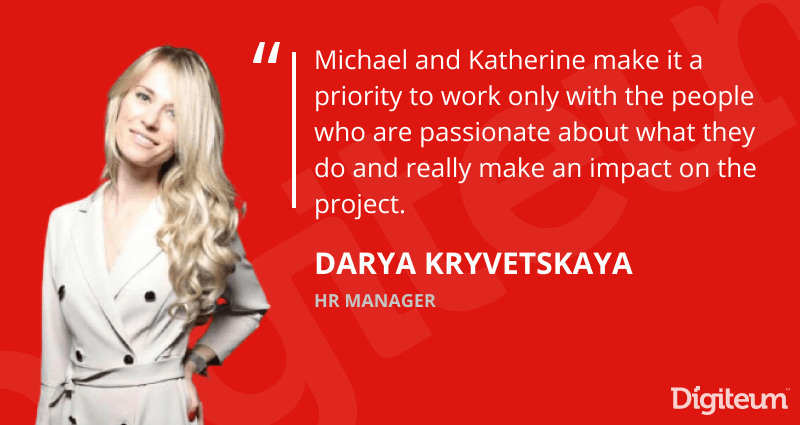 “
Michael and Katherine make it a
priority to work only with the people
who are passionate about what they
do and really make an impact on the
project.
DARYA KRYVETSKAYA
HR MANAGER
Digiteum™
Digiteum